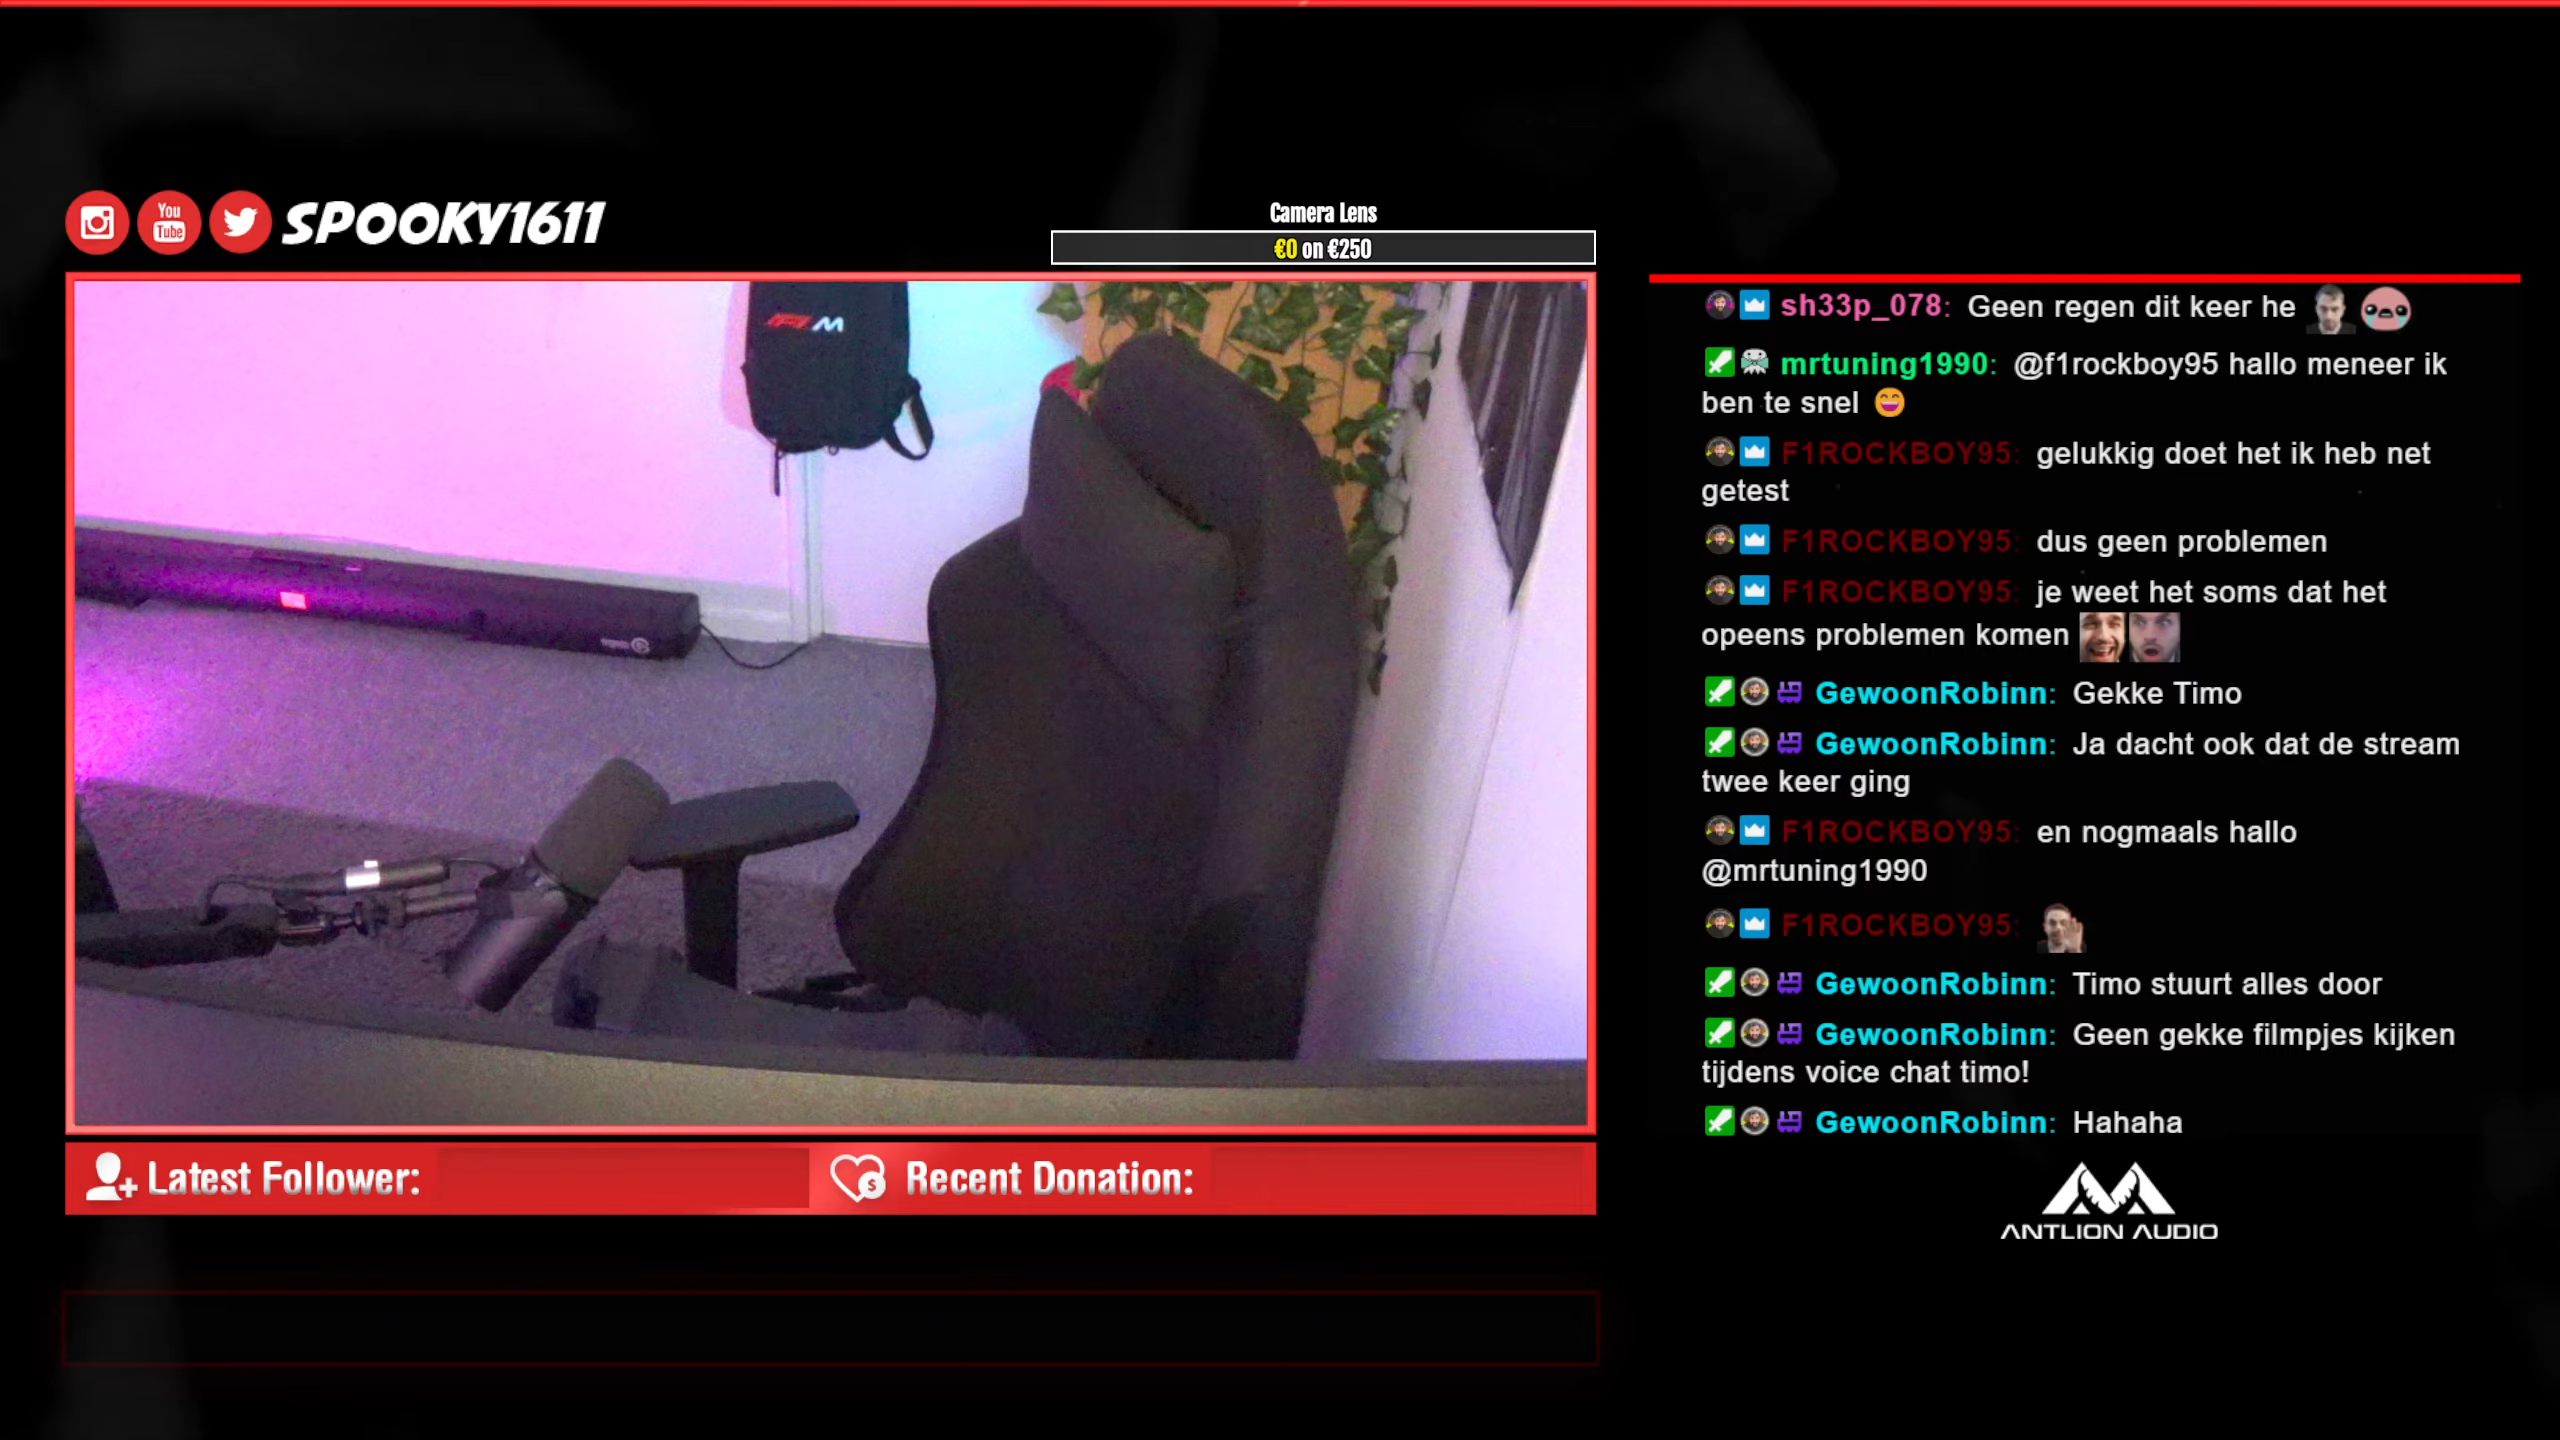 You
Tube
SPOOKY1611
Camera Lens
€0 on €250
sh33p_078: Geen regen dit keer he
mrtuning1990: @f1rockboy95 hallo meneer ik
ben te snel
F1ROCKBOY95: gelukkig doet het ik heb net
getest
F1ROCKBOY95: dus geen problemen
F1ROCKBOY95: je weet het soms dat het
opeens problemen komen
GewoonRobinn: Gekke Timo
GewoonRobinn: Ja dacht ook dat de stream
twee keer ging
F1ROCKBOY95: en nogmaals hallo
@mrtuning1990
F1ROCKBOY95:
GewoonRobinn: Timo stuurt alles door
GewoonRobinn: Geen gekke filmpjes kijken
tijdens voice chat timo!
GewoonRobinn: Hahaha
Latest Follower:
Recent Donation:
ANTLION AUDIO